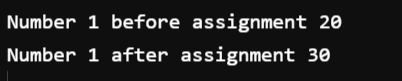 Number 1 before assignment 20
Number 1 after assignment 30